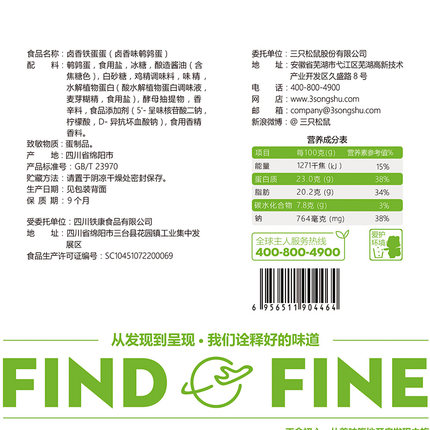 食品名称：卤香铁蛋蛋（卤香味鹌鹑蛋）
配 料：鹌鹑蛋，食用盐，冰糖，酿造酱油（含
焦糖色），白砂糖，鸡精调味料，味精，
水解植物蛋白（酸水解植物蛋白调味液，
麦芽糊精，食用盐），酵母抽提物，香
辛料，食品添加剂（5'-呈味核苷酸二钠，
柠檬酸，D-异抗坏血酸钠），食用香精
香料。
致敏物质：蛋制品。
产 地：四川省绵阳市
产品标准号：GB/T 23970
贮藏方法：请置于阴凉干燥处密封保存。
生产日期：见包装背面
保 质 期：9 个月
受委托单位：四川铁康食品有限公司
地 址：四川省绵阳市三台县花园镇工业集中发
展区
食品生产许可证编号：SC10451072200069
委托单位：三只松鼠股份有限公司
地 址：安徽省芜湖市弋江区芜湖高新技术
产业开发区久盛路 8 号
电 话：400-800-4900
网 店：www.3songshu.com
邮 箱：company@3songshu.com
新浪微博：@ 三只松鼠
营养成分表
项目 每100克(g) 营养素参考值%
能量 1271千焦(kJ) 15%
蛋白质 23.0克(g) 38%
脂肪 20.2克(g) 34%
碳水化合物 7.8克(g) 3%
钠 764毫克(mg) 38%
全球主人服务热线
400-800-4900
爱护
环境
6 956511 904464
从发现到呈现·我们诠释好的味道
FIND FINE